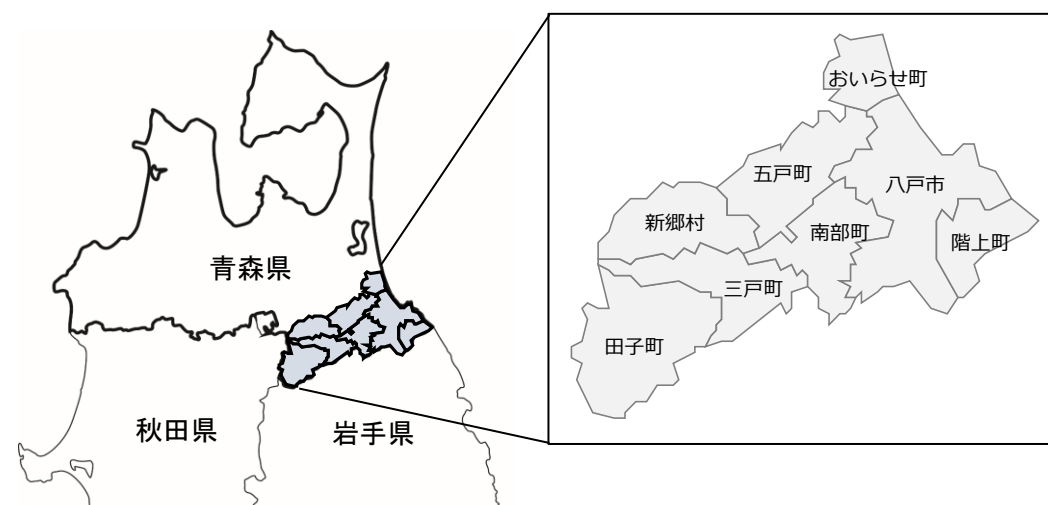 青森県
秋田県
岩手県
おいらせ町
五戸町
八戸市
新郷村
南部町
階上町
三戸町
田子町